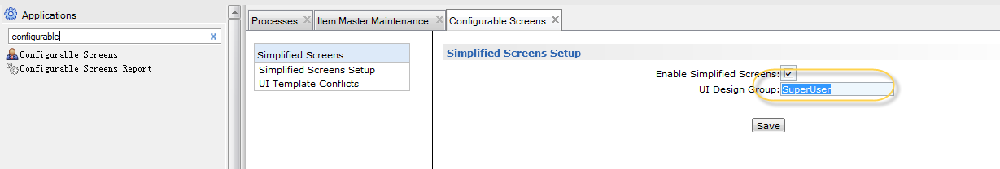 Applications
configurable
Configurable Screens
Configurable Screens Report
Processes
Item Master Maintenance
Configurable Screens
Simplified Screens
Simplified Screens Setup
UI Template Conflicts
Simplified Screens Setup
Enable Simplified Screens:
UI Design Group: SuperUser
Save